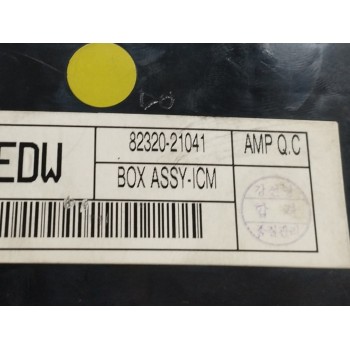 EDW
82320-21041
AMP Q.C
BOX ASSY-ICM